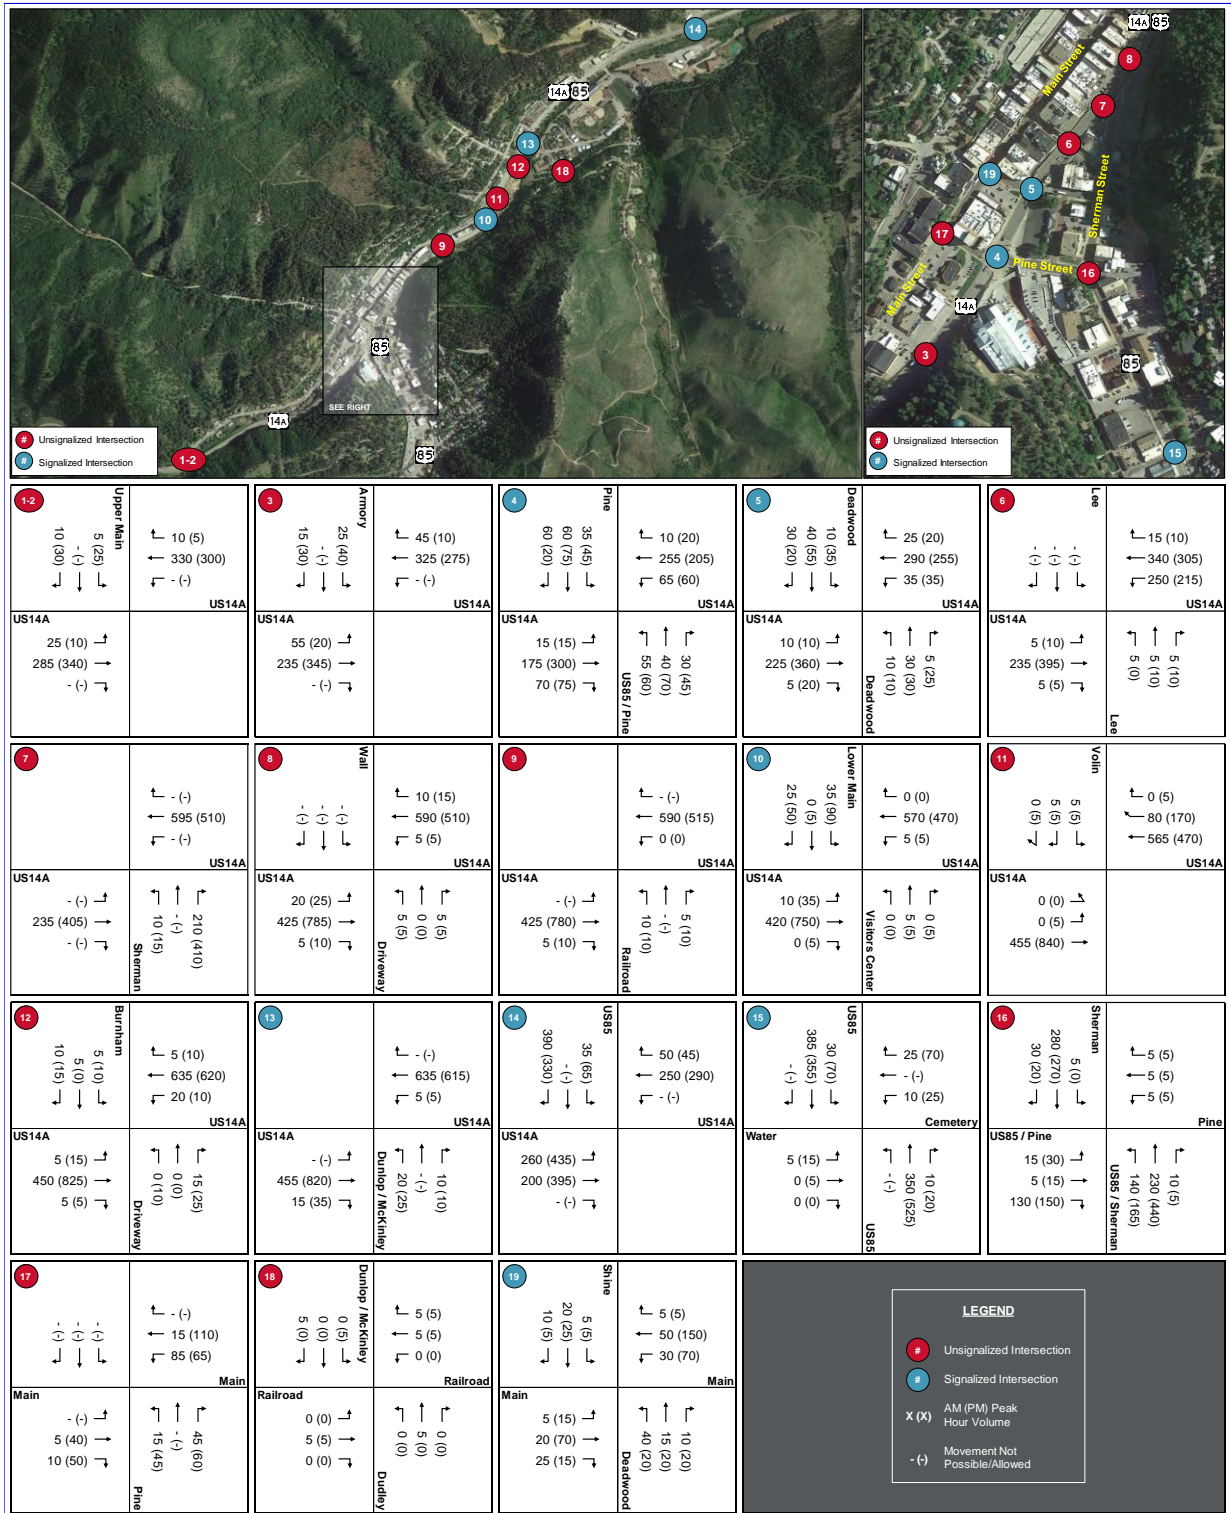 14
14A 85
13
12
18
11
10
9
85
SEE RIGHT
14A
85
1-2
# Unsignalized Intersection
# Signalized Intersection
14A 85
8
Main Street
7
6
19
5
Sherman Street
17
4
Pine Street
16
Main Street
14A
3
85
15
# Unsignalized Intersection
# Signalized Intersection
1-2
Upper Main
10 (30)
- (-)
5 (25)
10 (5)
330 (300)
- (-)
US14A
US14A
25 (10)
285 (340)
- (-)
3
Armory
15 (30)
- (-)
25 (40)
45 (10)
325 (275)
- (-)
US14A
US14A
55 (20)
235 (345)
- (-)
4
Pine
60 (20)
60 (75)
35 (45)
10 (20)
255 (205)
65 (60)
US14A
US14A
15 (15)
175 (300)
70 (75)
US85 / Pine
55 (60)
40 (70)
30 (45)
5
Deadwood
30 (20)
40 (55)
10 (35)
25 (20)
290 (255)
35 (35)
US14A
US14A
10 (10)
225 (360)
5 (20)
Deadwood
10 (10)
30 (30)
5 (25)
6
Lee
- (-)
- (-)
- (-)
15 (10)
340 (305)
250 (215)
US14A
US14A
5 (10)
235 (395)
5 (5)
Lee
5 (0)
5 (10)
5 (10)
7
- (-)
595 (510)
- (-)
US14A
US14A
- (-)
235 (405)
- (-)
Sherman
10 (15)
- (-)
210 (410)
8
Wall
- (-)
- (-)
- (-)
10 (15)
590 (510)
5 (5)
US14A
US14A
20 (25)
425 (785)
5 (10)
Driveway
5 (5)
0 (0)
5 (5)
9
- (-)
590 (515)
0 (0)
US14A
US14A
- (-)
425 (780)
5 (10)
Railroad
10 (10)
- (-)
5 (10)
10
Lower Main
25 (50)
0 (5)
35 (90)
0 (0)
570 (470)
5 (5)
US14A
US14A
10 (35)
420 (750)
0 (5)
Visitors Center
0 (0)
5 (5)
0 (5)
11
Volin
0 (5)
5 (5)
5 (5)
0 (5)
80 (170)
565 (470)
US14A
US14A
0 (0)
0 (5)
455 (840)
12
Burnham
10 (15)
5 (0)
5 (10)
5 (10)
635 (620)
20 (10)
US14A
US14A
5 (15)
450 (825)
5 (5)
Driveway
0 (10)
0 (0)
15 (25)
13
- (-)
635 (615)
5 (5)
US14A
US14A
- (-)
455 (820)
15 (35)
Dunlop / McKinley
20 (25)
- (-)
10 (10)
14
US85
390 (330)
- (-)
35 (65)
50 (45)
250 (290)
- (-)
US14A
US14A
260 (435)
200 (395)
- (-)
15
US85
- (-)
385 (355)
30 (70)
25 (70)
- (-)
10 (25)
Cemetery
Water
5 (15)
0 (5)
0 (0)
US85
- (-)
350 (525)
10 (20)
16
Sherman
30 (20)
280 (270)
5 (0)
5 (5)
5 (5)
5 (5)
Pine
US85 / Pine
15 (30)
5 (15)
130 (150)
US85 / Sherman
140 (165)
230 (440)
10 (5)
17
- (-)
- (-)
- (-)
- (-)
15 (110)
85 (65)
Main
Main
- (-)
5 (40)
10 (50)
Pine
15 (45)
- (-)
45 (60)
18
Dunlop / McKinley
5 (0)
0 (0)
0 (5)
5 (5)
5 (5)
0 (0)
Railroad
Railroad
0 (0)
5 (5)
0 (0)
Dudley
0 (0)
5 (0)
0 (0)
19
Shine
10 (5)
20 (25)
5 (5)
5 (5)
50 (150)
30 (70)
Main
Main
5 (15)
20 (70)
25 (15)
Deadwood
40 (20)
15 (20)
10 (20)
LEGEND
# Unsignalized Intersection
# Signalized Intersection
X (X) AM (PM) Peak
Hour Volume
- (-) Movement Not
Possible/Allowed